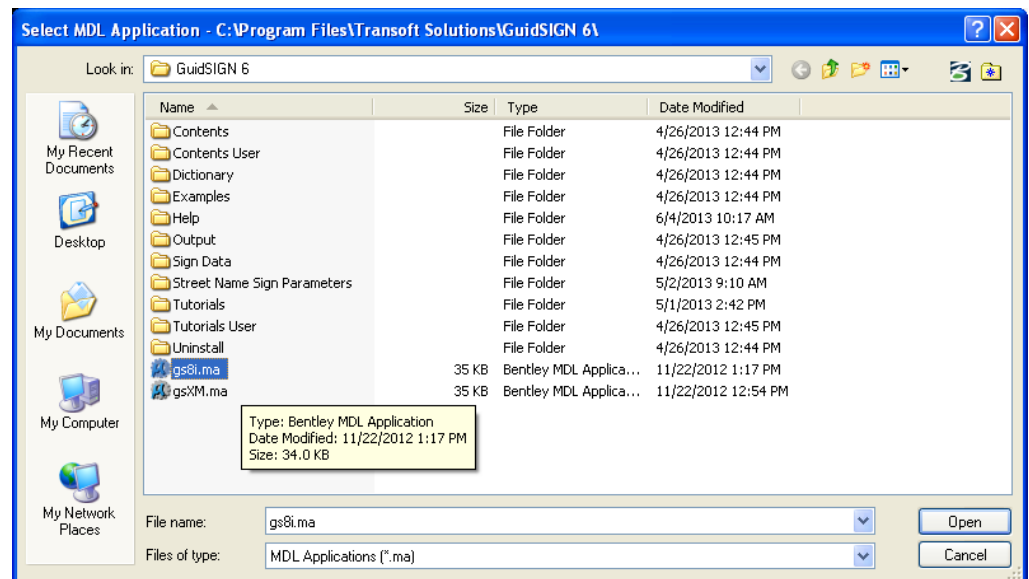 Select MDL Application - C:\Program Files\Transoft Solutions\GuidSIGN 6\
Look in: GuidSIGN 6
Name Size Type Date Modified
Contents File Folder 4/26/2013 12:44 PM
Contents User File Folder 4/26/2013 12:44 PM
Dictionary File Folder 4/26/2013 12:44 PM
Examples File Folder 4/26/2013 12:44 PM
Help File Folder 6/4/2013 10:17 AM
Output File Folder 4/26/2013 12:45 PM
Sign Data File Folder 4/26/2013 12:44 PM
Street Name Sign Parameters File Folder 5/2/2013 9:10 AM
Tutorials File Folder 5/1/2013 2:42 PM
Tutorials User File Folder 4/26/2013 12:45 PM
Uninstall File Folder 4/26/2013 12:44 PM
gs8i.ma 35 KB Bentley MDL Applica... 11/22/2012 1:17 PM
gsXM.ma 35 KB Bentley MDL Applica... 11/22/2012 12:54 PM
Type: Bentley MDL Application
Date Modified: 11/22/2012 1:17 PM
Size: 34.0 KB
My Recent
Documents
Desktop
My Documents
My Computer
My Network
Places
File name: gs8i.ma Open
Files of type: MDL Applications (*.ma) Cancel